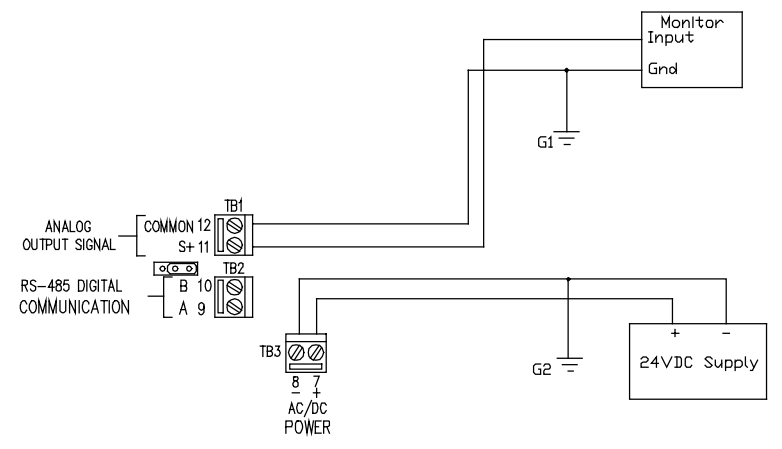 Monitor
Input
Gnd
G1
TB1
ANALOG
OUTPUT SIGNAL
COMMON 12
S+ 11
TB2
RS-485 DIGITAL
COMMUNICATION
B 10
A 9
TB3
8 7
- +
AC/DC
POWER
G2
+ -
24VDC Supply